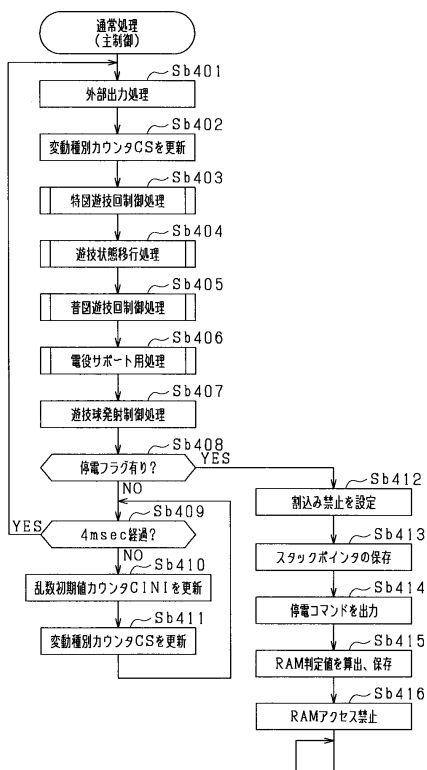 通常処理
(主制御)
Sb401
外部出力処理
Sb402
変動種別カウンタCSを更新
Sb403
特図遊技回制御処理
Sb404
遊技状態移行処理
Sb405
普図遊技回制御処理
Sb406
電役サポート用処理
Sb407
遊技球発射制御処理
Sb408
停電フラグ有り?
YES
NO
Sb409
YES
4msec経過?
NO
Sb410
乱数初期値カウンタCINIを更新
Sb411
変動種別カウンタCSを更新
Sb412
割込み禁止を設定
Sb413
スタックポインタの保存
Sb414
停電コマンドを出力
Sb415
RAM判定値を算出、保存
Sb416
RAMアクセス禁止